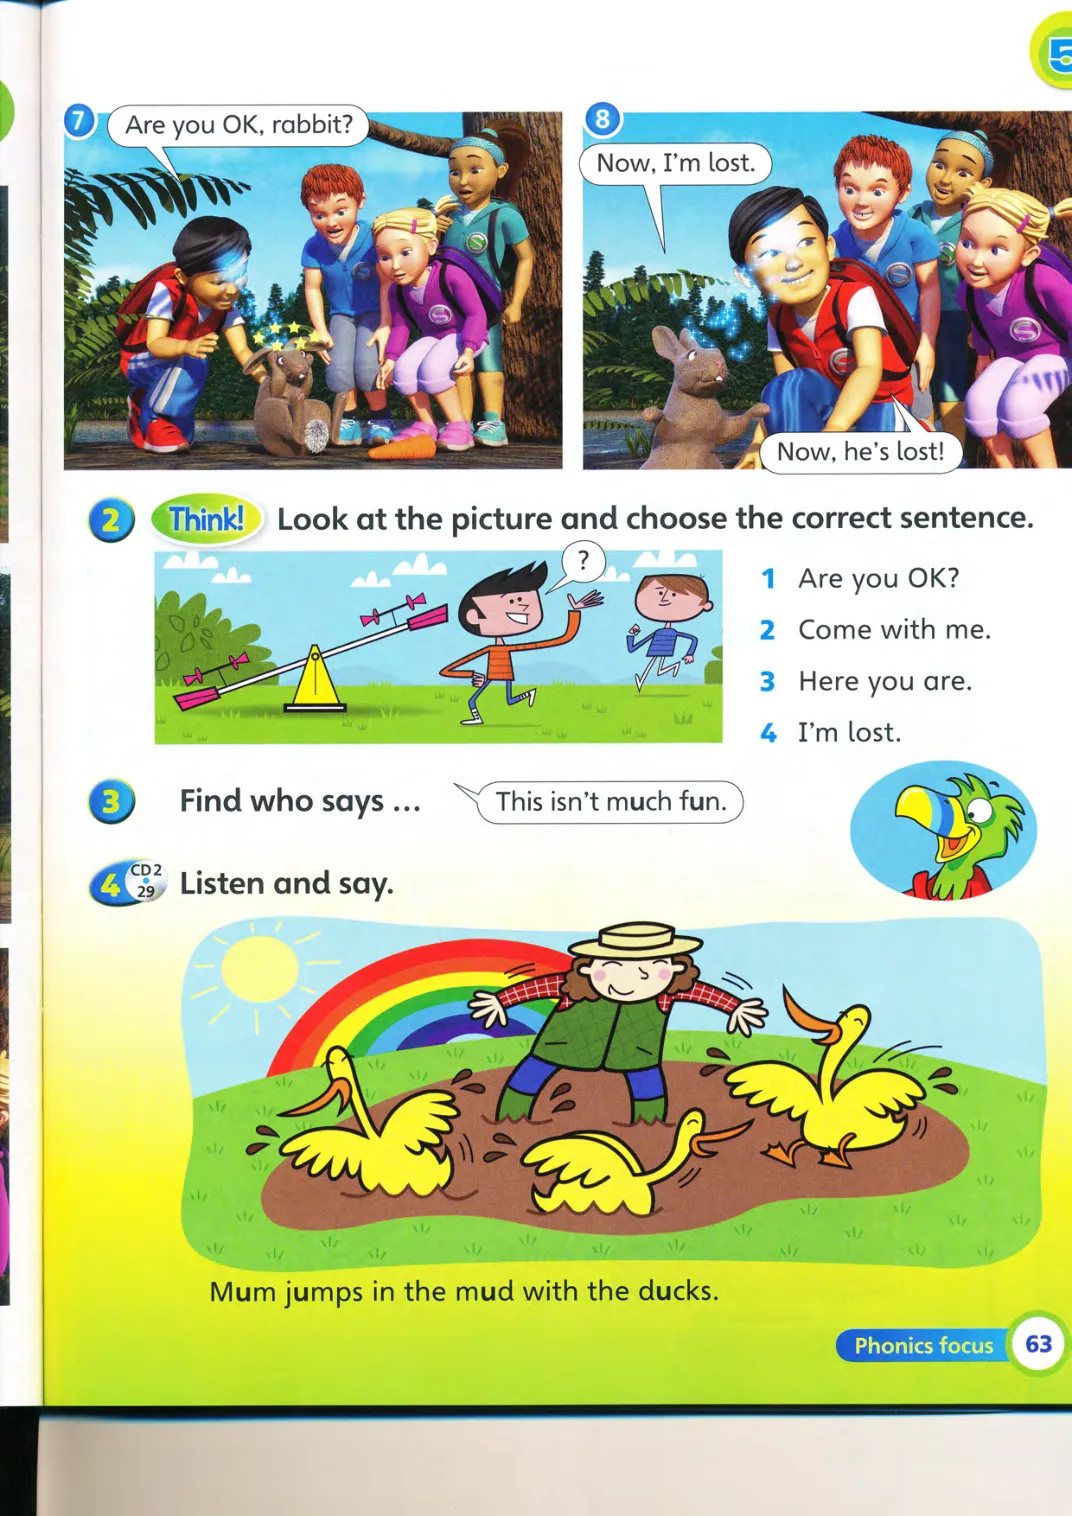 5
7
Are you OK, rabbit?
8
Now, I'm lost.
Now, he's lost!
2 Think! Look at the picture and choose the correct sentence.
?
1 Are you OK?
2 Come with me.
3 Here you are.
4 I'm lost.
3 Find who says ... This isn't much fun.
4 CD2 29 Listen and say.
Mum jumps in the mud with the ducks.
Phonics focus 63